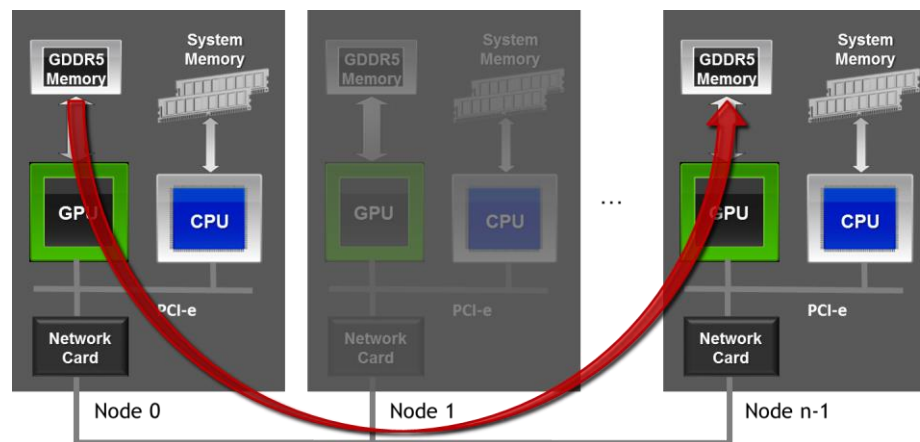 GDDR5
Memory
System
Memory
GPU
CPU
PCI-e
Network
Card
Node 0
GDDR5
Memory
System
Memory
GPU
CPU
PCI-e
Network
Card
Node 1
...
GDDR5
Memory
System
Memory
GPU
CPU
PCI-e
Network
Card
Node n-1